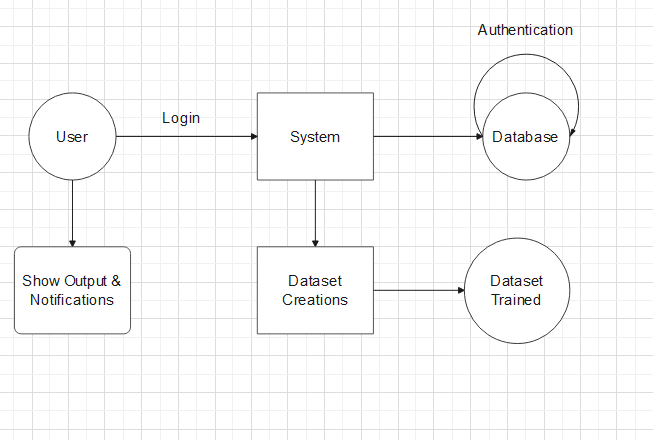 Authentication
Login
User
System
Database
Show Output &
Notifications
Dataset
Creations
Dataset
Trained